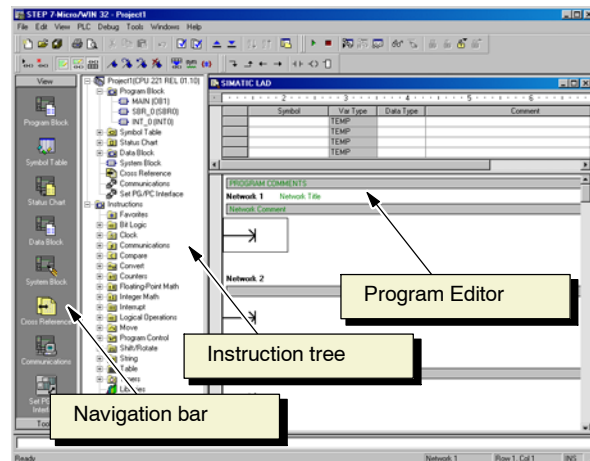 STEP 7-Micro/WIN 32 - Project1
File Edit View PLC Debug Tools Windows Help
View
Program Block
Symbol Table
Status Chart
Data Block
System Block
Cross Reference
Communications
Set
Project1(CPU 221 REL 01.10)
Program Block
MAIN (OB1)
SBR_0 (SBR0)
INT_0 (INT0)
Symbol Table
Status Chart
Data Block
System Block
Cross Reference
Communications
Set PG/PC Interface
Instructions
Favorites
Bit Logic
Clock
Communications
Compare
Convert
Counters
Floating-Point Math
Integer Math
Interrupt
Logical Operations
Move
Program Control
Shift/Rotate
String
Table
SIMATIC LAD
2 3 4 5 6
Symbol Var Type Data Type Comment
TEMP
TEMP
TEMP
TEMP
PROGRAM COMMENTS
Network 1 Network Title
Network Comment
Network 2
Program Editor
Instruction tree
Navigation bar
Ready
Network 1 Row 1, Col 1 INS